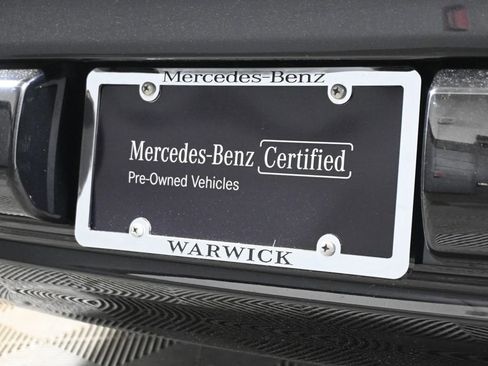 Mercedes-Benz
Mercedes-Benz Certified
Pre-Owned Vehicles
WARWICK